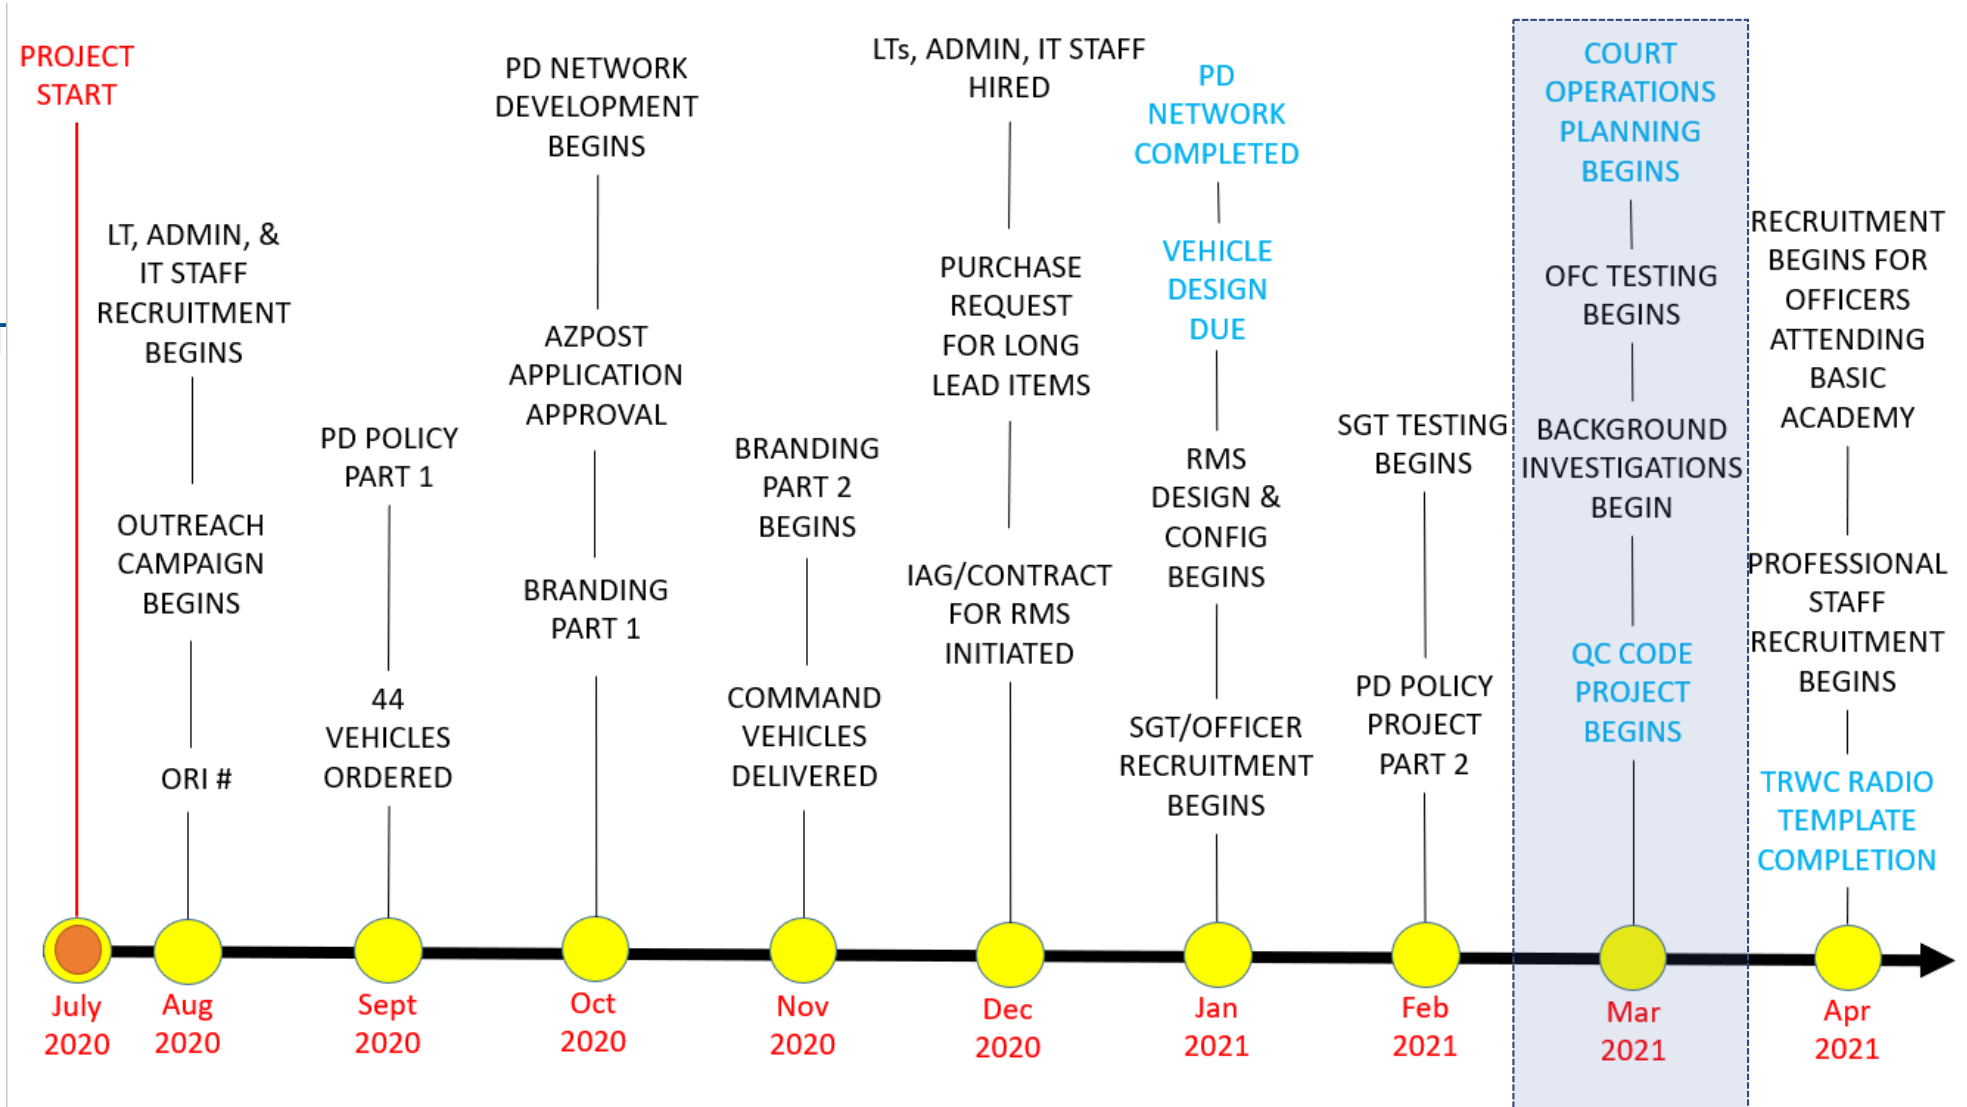 PROJECT
START
LT, ADMIN, &
IT STAFF
RECRUITMENT
BEGINS
OUTREACH
CAMPAIGN
BEGINS
ORI #
PD POLICY
PART 1
44
VEHICLES
ORDERED
PD NETWORK
DEVELOPMENT
BEGINS
AZPOST
APPLICATION
APPROVAL
BRANDING
PART 1
BRANDING
PART 2
BEGINS
COMMAND
VEHICLES
DELIVERED
LTs, ADMIN, IT STAFF
HIRED
PURCHASE
REQUEST
FOR LONG
LEAD ITEMS
IAG/CONTRACT
FOR RMS
INITIATED
PD
NETWORK
COMPLETED
VEHICLE
DESIGN
DUE
RMS
DESIGN &
CONFIG
BEGINS
SGT/OFFICER
RECRUITMENT
BEGINS
SGT TESTING
BEGINS
PD POLICY
PROJECT
PART 2
COURT
OPERATIONS
PLANNING
BEGINS
OFC TESTING
BEGINS
BACKGROUND
INVESTIGATIONS
BEGIN
QC CODE
PROJECT
BEGINS
RECRUITMENT
BEGINS FOR
OFFICERS
ATTENDING
BASIC
ACADEMY
PROFESSIONAL
STAFF
RECRUITMENT
BEGINS
TRWC RADIO
TEMPLATE
COMPLETION
July
2020
Aug
2020
Sept
2020
Oct
2020
Nov
2020
Dec
2020
Jan
2021
Feb
2021
Mar
2021
Apr
2021